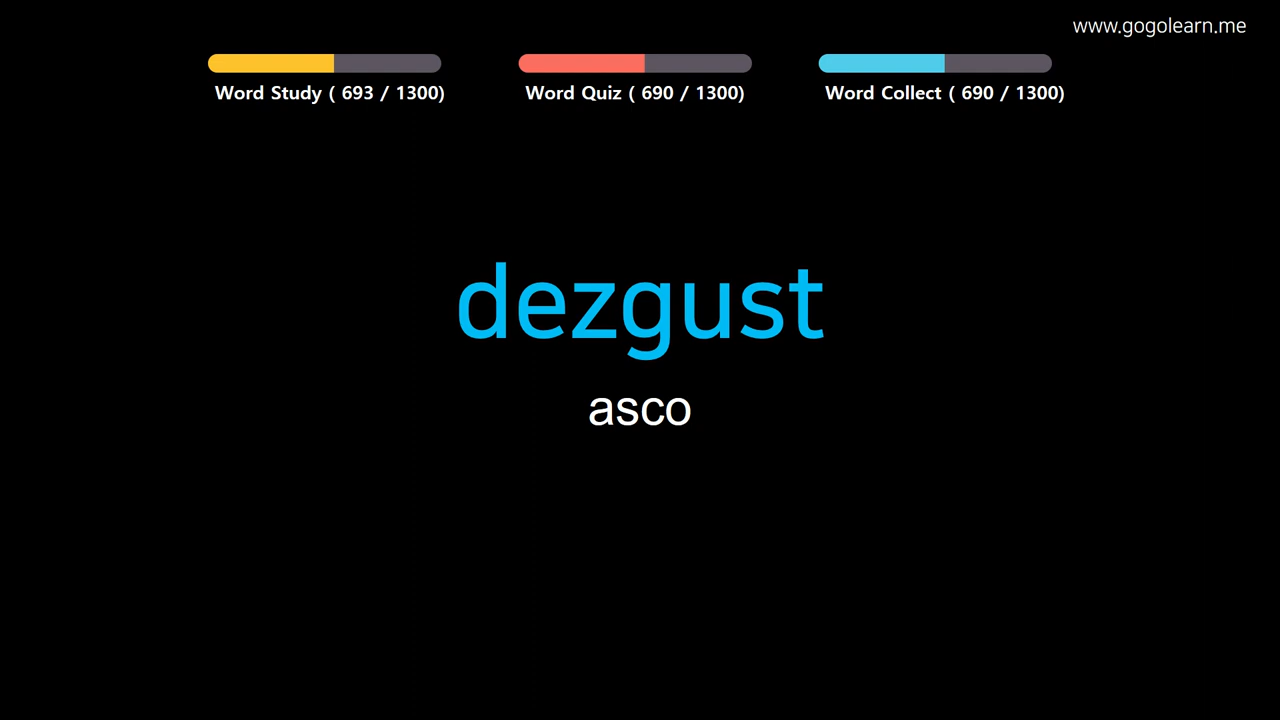 www.gogolearn.me
Word Study ( 693 / 1300)
Word Quiz ( 690 / 1300)
Word Collect ( 690 / 1300)
dezgust
asco